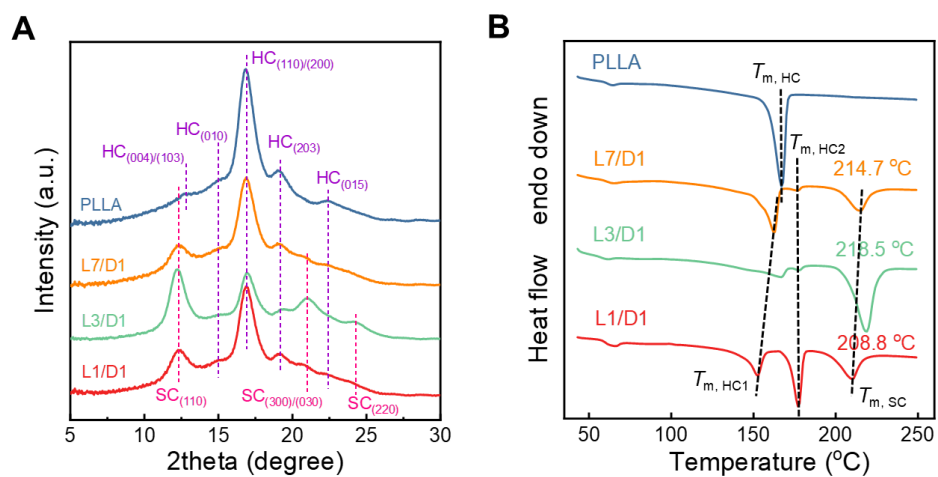 A
HC(110)/(200)
HC(010)
HC(004)/(103)
HC(203)
HC(015)
PLLA
L7/D1
L3/D1
L1/D1
SC(110)
SC(300)/(030)
SC(220)
5 10 15 20 25 30
2theta (degree)
Intensity (a.u.)
B
PLLA
Tm, HC
Tm, HC2
L7/D1
214.7 °C
L3/D1
218.5 °C
L1/D1
208.8 °C
Tm, HC1
Tm, SC
50 100 150 200 250
Temperature (°C)
Heat flow endo down